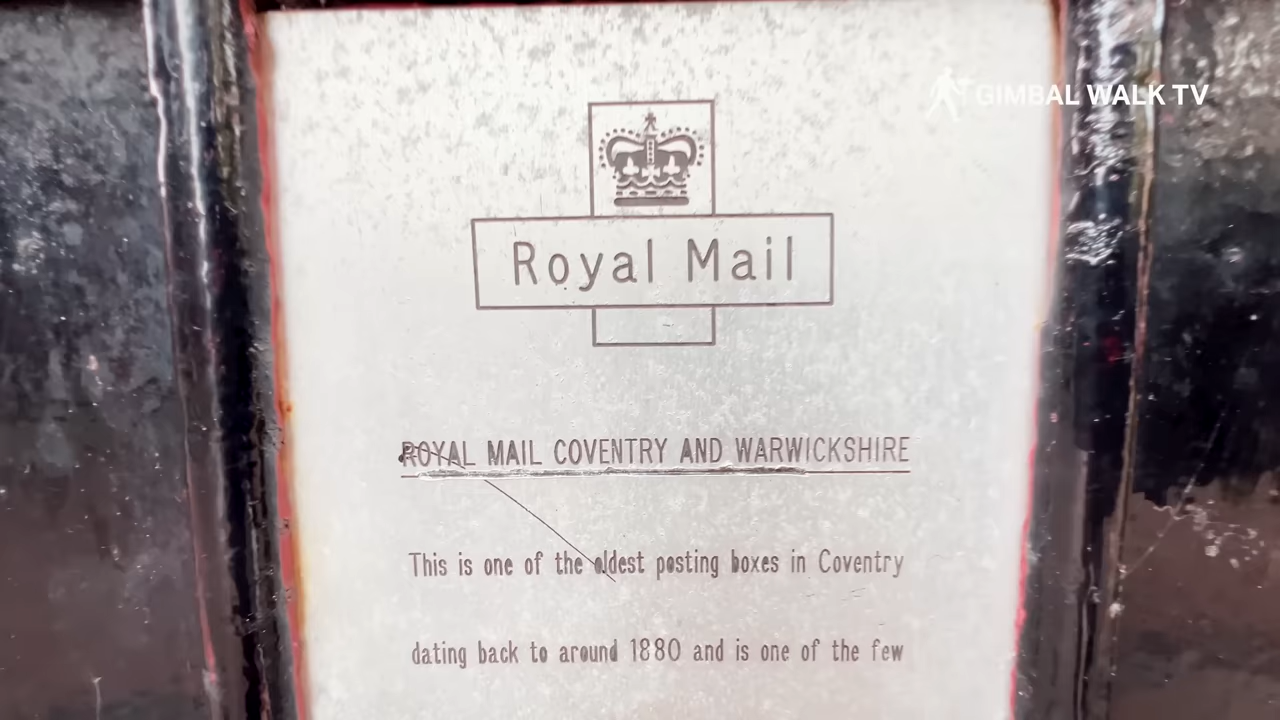 GIMBAL WALK TV
Royal Mail
ROYAL MAIL COVENTRY AND WARWICKSHIRE
This is one of the oldest posting boxes in Coventry
dating back to around 1880 and is one of the few